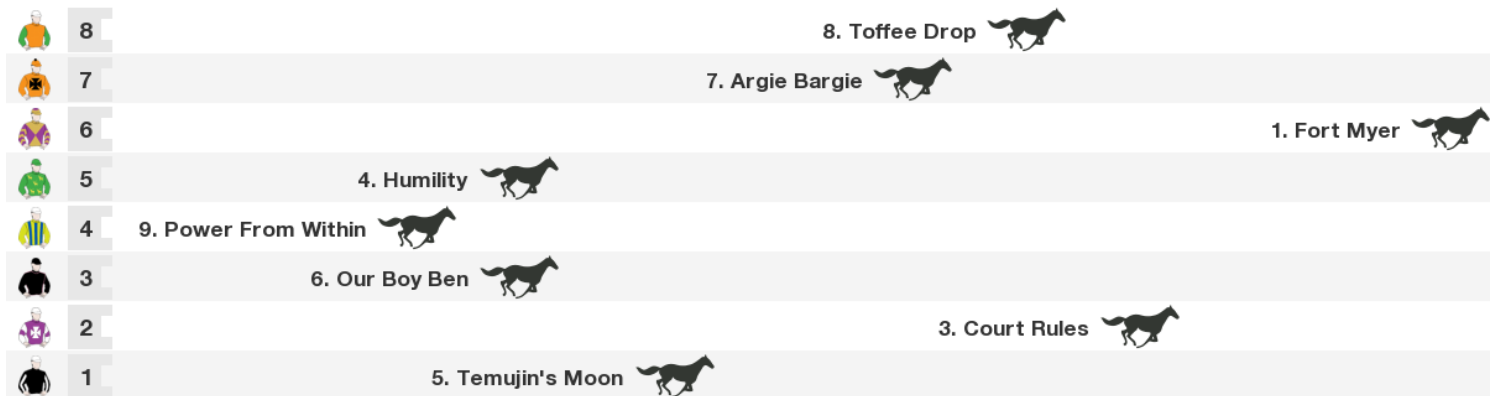 8 8. Toffee Drop
7 7. Argie Bargie
6 1. Fort Myer
5 4. Humility
4 9. Power From Within
3 6. Our Boy Ben
2 3. Court Rules
1 5. Temujin's Moon